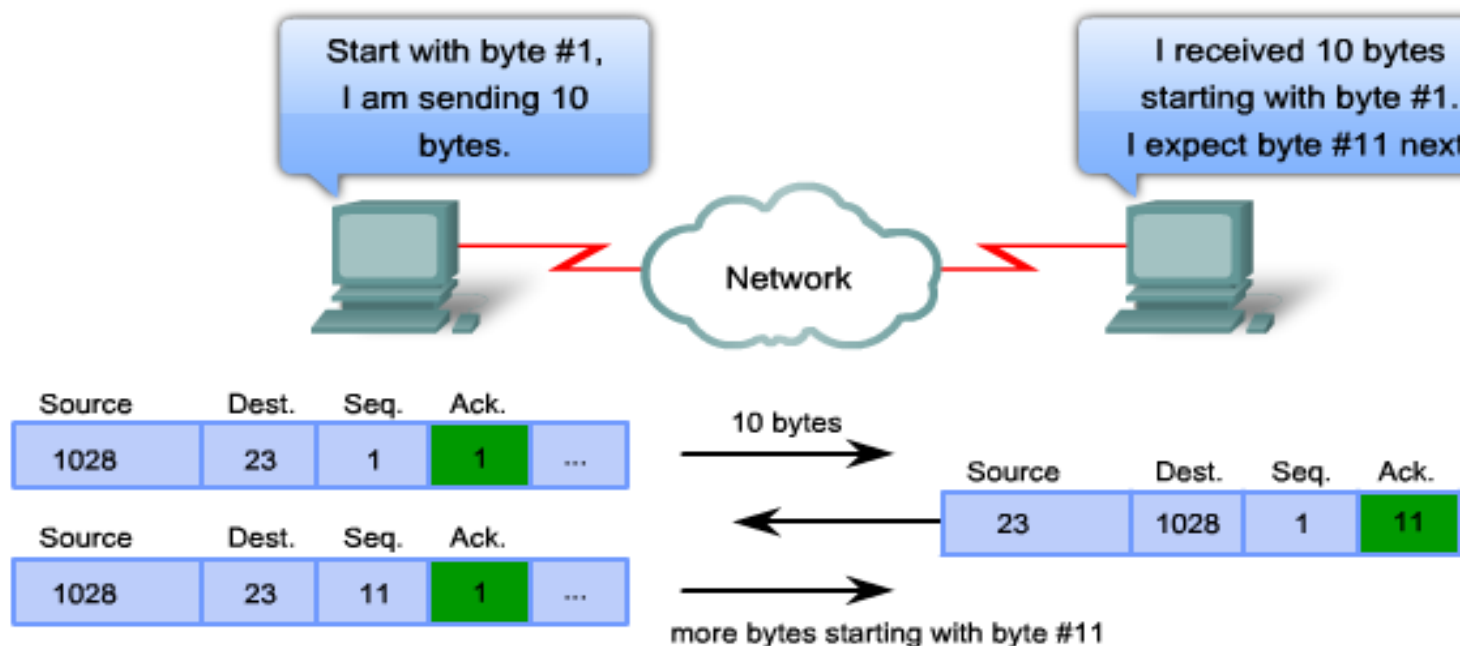 Start with byte #1,
I am sending 10
bytes.
I received 10 bytes
starting with byte #1.
I expect byte #11 next
Network
Source Dest. Seq. Ack.
1028 23 1 1 ...
10 bytes
Source Dest. Seq. Ack.
23 1028 1 11
Source Dest. Seq. Ack.
1028 23 11 1 ...
more bytes starting with byte #11